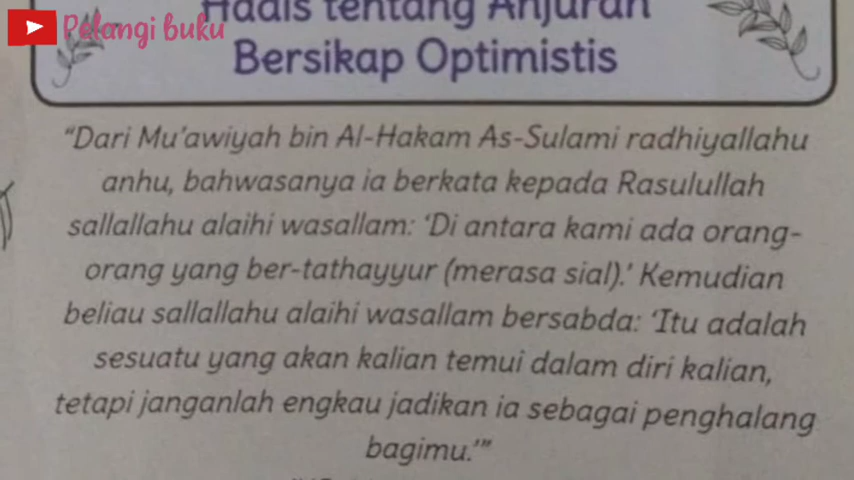 Pelangi buku
Hadis tentang Anjuran
Bersikap Optimistis
“Dari Mu'awiyah bin Al-Hakam As-Sulami radhiyallahu
anhu, bahwasanya ia berkata kepada Rasulullah
sallallahu alaihi wasallam: ‘Di antara kami ada orang-
orang yang ber-tathayyur (merasa sial).’ Kemudian
beliau sallallahu alaihi wasallam bersabda: ‘Itu adalah
sesuatu yang akan kalian temui dalam diri kalian,
tetapi janganlah engkau jadikan ia sebagai penghalang
bagimu.’”